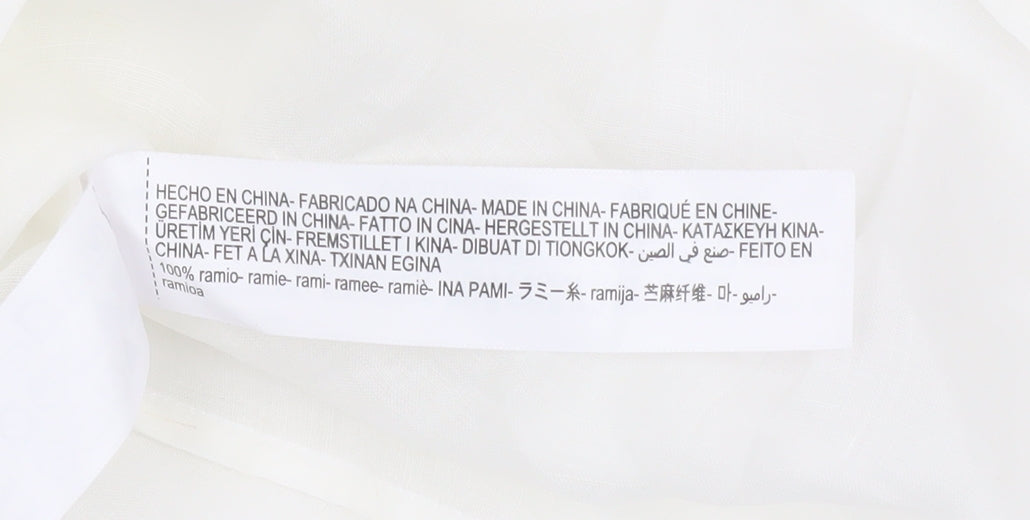 HECHO EN CHINA- FABRICADO NA CHINA- MADE IN CHINA- FABRIQUÉ EN CHINE-
GEFABRICEERD IN CHINA- FATTO IN CINA- HERGESTELLT IN CHINA- ΚΑΤΑΣΚΕΥΗ ΚΙΝΑ-
ÜRETİM YERİ ÇİN- FREMSTILLET I KINA- DIBUAT DI TIONGKOK- صنع في الصين- FEITO EN
CHINA- FET A LA XINA- TXINAN EGINA
100% ramio- ramie- rami- ramee- ramiè- ΙΝΑ ΡΑΜΙ- ラミー糸- ramija- 苎麻纤维- 마- راميو-
ramioa